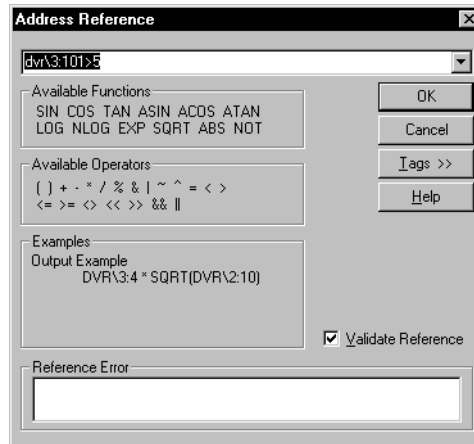 Address Reference
dvr\3:101>5
Available Functions
SIN COS TAN ASIN ACOS ATAN
LOG NLOG EXP SQRT ABS NOT
OK
Cancel
Tags >>
Help
Available Operators
( ) + - * / % & | ~ ^ = < >
<= >= <> << >> && ||
Examples
Output Example
DVR\3:4 * SQRT(DVR\2:10)
Validate Reference
Reference Error